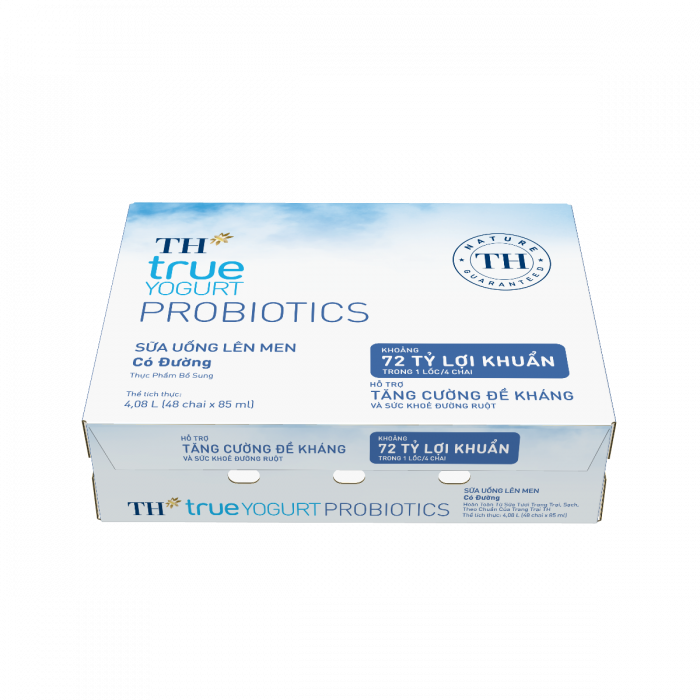 TH
true
YOGURT
PROBIOTICS
SỮA UỐNG LÊN MEN
Có Đường
Thực Phẩm Bổ Sung
Thể tích thực:
4,08 L (48 chai x 85 ml)
NATURE
TH
GUARANTEED
KHOẢNG
72 TỶ LỢI KHUẨN
TRONG 1 LỐC/4 CHAI
HỖ TRỢ
TĂNG CƯỜNG ĐỀ KHÁNG
VÀ SỨC KHOẺ ĐƯỜNG RUỘT
HỖ TRỢ
TĂNG CƯỜNG ĐỀ KHÁNG
VÀ SỨC KHOẺ ĐƯỜNG RUỘT
KHOẢNG
72 TỶ LỢI KHUẨN
TRONG 1 LỐC/4 CHAI
TH true YOGURT PROBIOTICS
SỮA UỐNG LÊN MEN
Có Đường
Hoàn Toàn Từ Sữa Tươi Trang Trại, Sạch,
Theo Chuẩn Của Trang Trại TH
Thể tích thực: 4,08 L (48 chai x 85 ml)